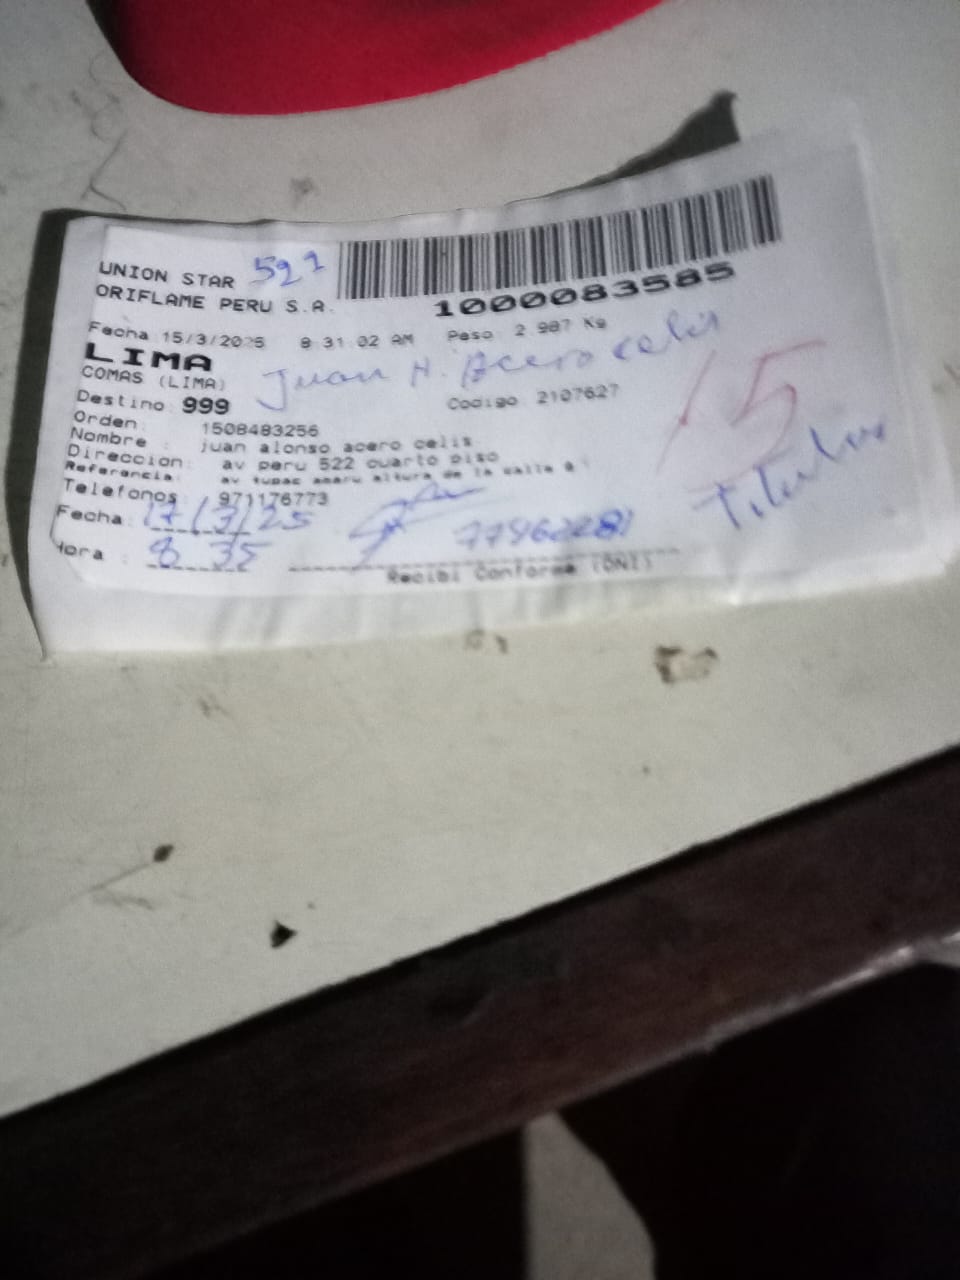 UNION STAR 521
ORIFLAME PERU S.A.
1000083585
Fecha 15/3/2025 8:31:02 AM Peso: 2.987 Kg
LIMA
COMAS (LIMA)
Juan A. Acero celis
Destino: 999
Codigo: 2107627
Orden: 1508483256
Nombre : juan alonso acero celis
Direccion: av peru 522 cuarto piso
Referencia: av tupac amaru altura de la calle 8
Telefonos: 971176773
15
Titular
Fecha: 17/3/25
Hora : 8 35
Recibi Conforme (DNI)